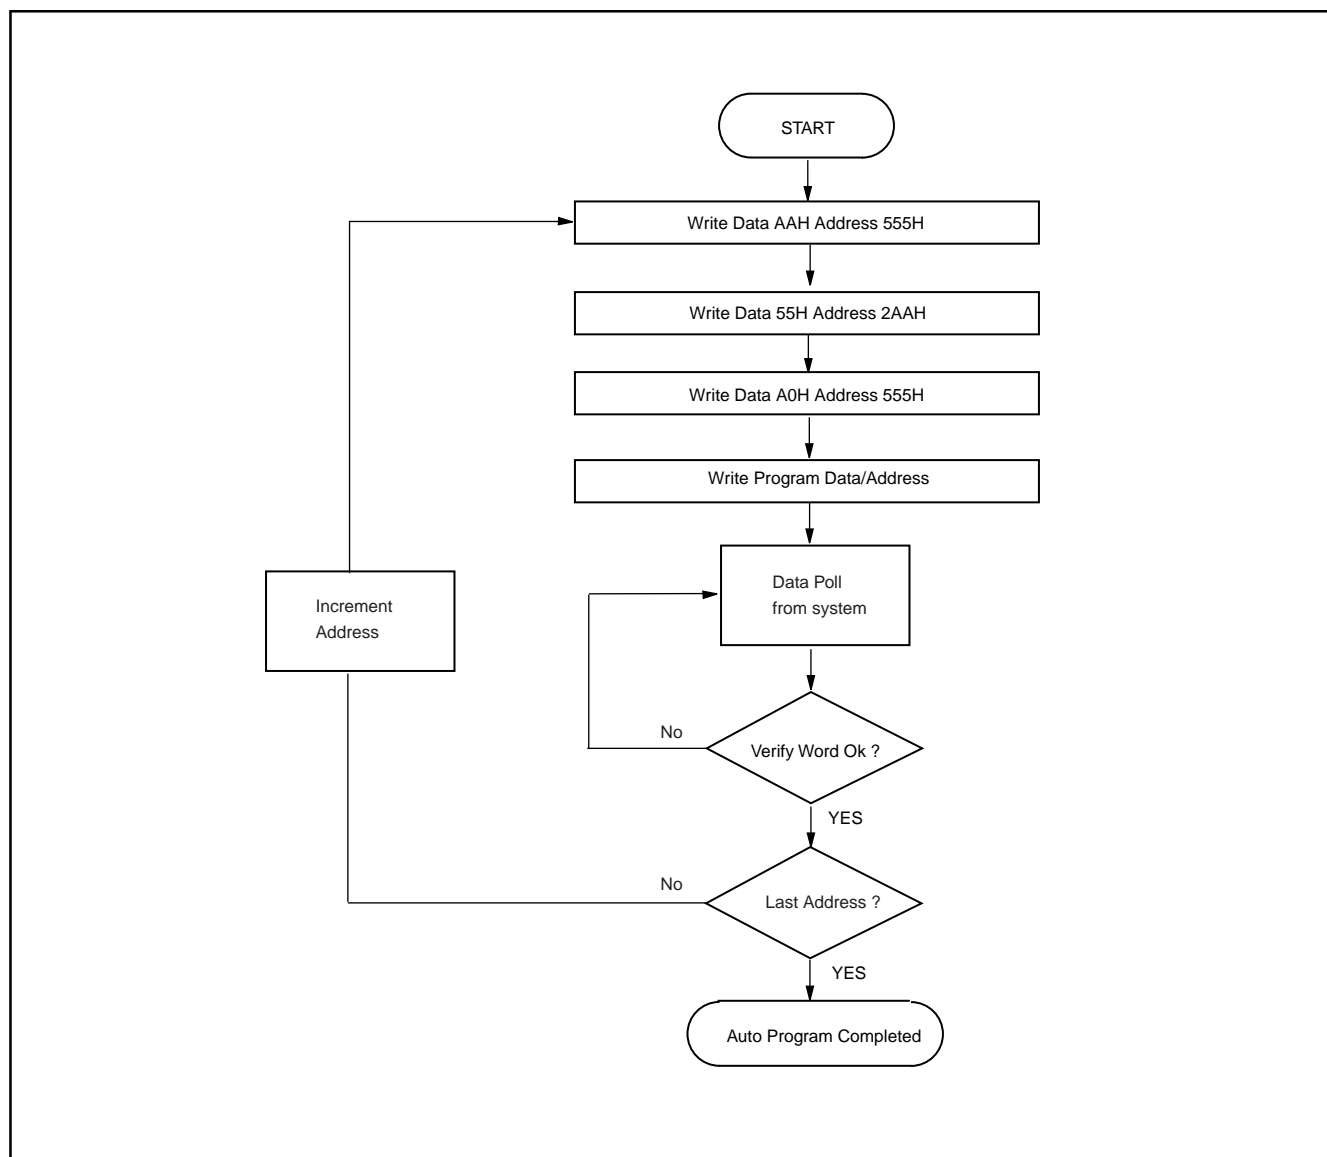 START
Write Data AAH Address 555H
Write Data 55H Address 2AAH
Write Data A0H Address 555H
Write Program Data/Address
Data Poll
from system
Increment
Address
No
Verify Word Ok ?
YES
No
Last Address ?
YES
Auto Program Completed